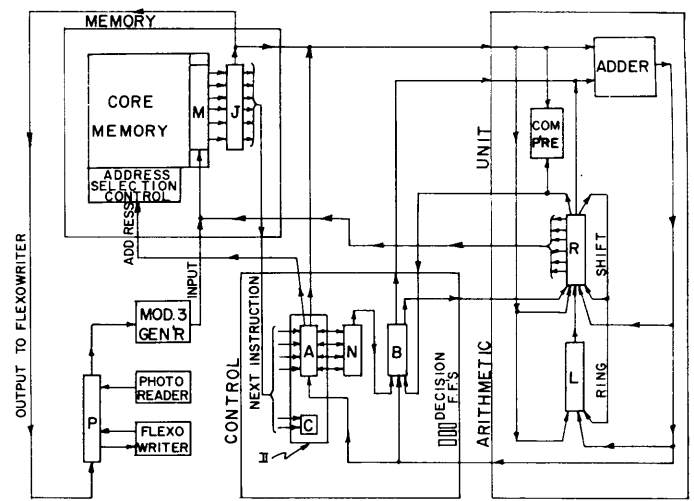 MEMORY
CORE
MEMORY
M
J
ADDRESS
SELECTION
CONTROL
ADDRESS
INPUT
OUTPUT TO FLEXOWRITER
MOD. 3
GEN'R
PHOTO
READER
FLEXO
WRITER
P
CONTROL
NEXT INSTRUCTION
A
N
B
C
II
DECISION
F.F.'S
ARITHMETIC
UNIT
ADDER
COM
PRE
R
L
SHIFT
RING